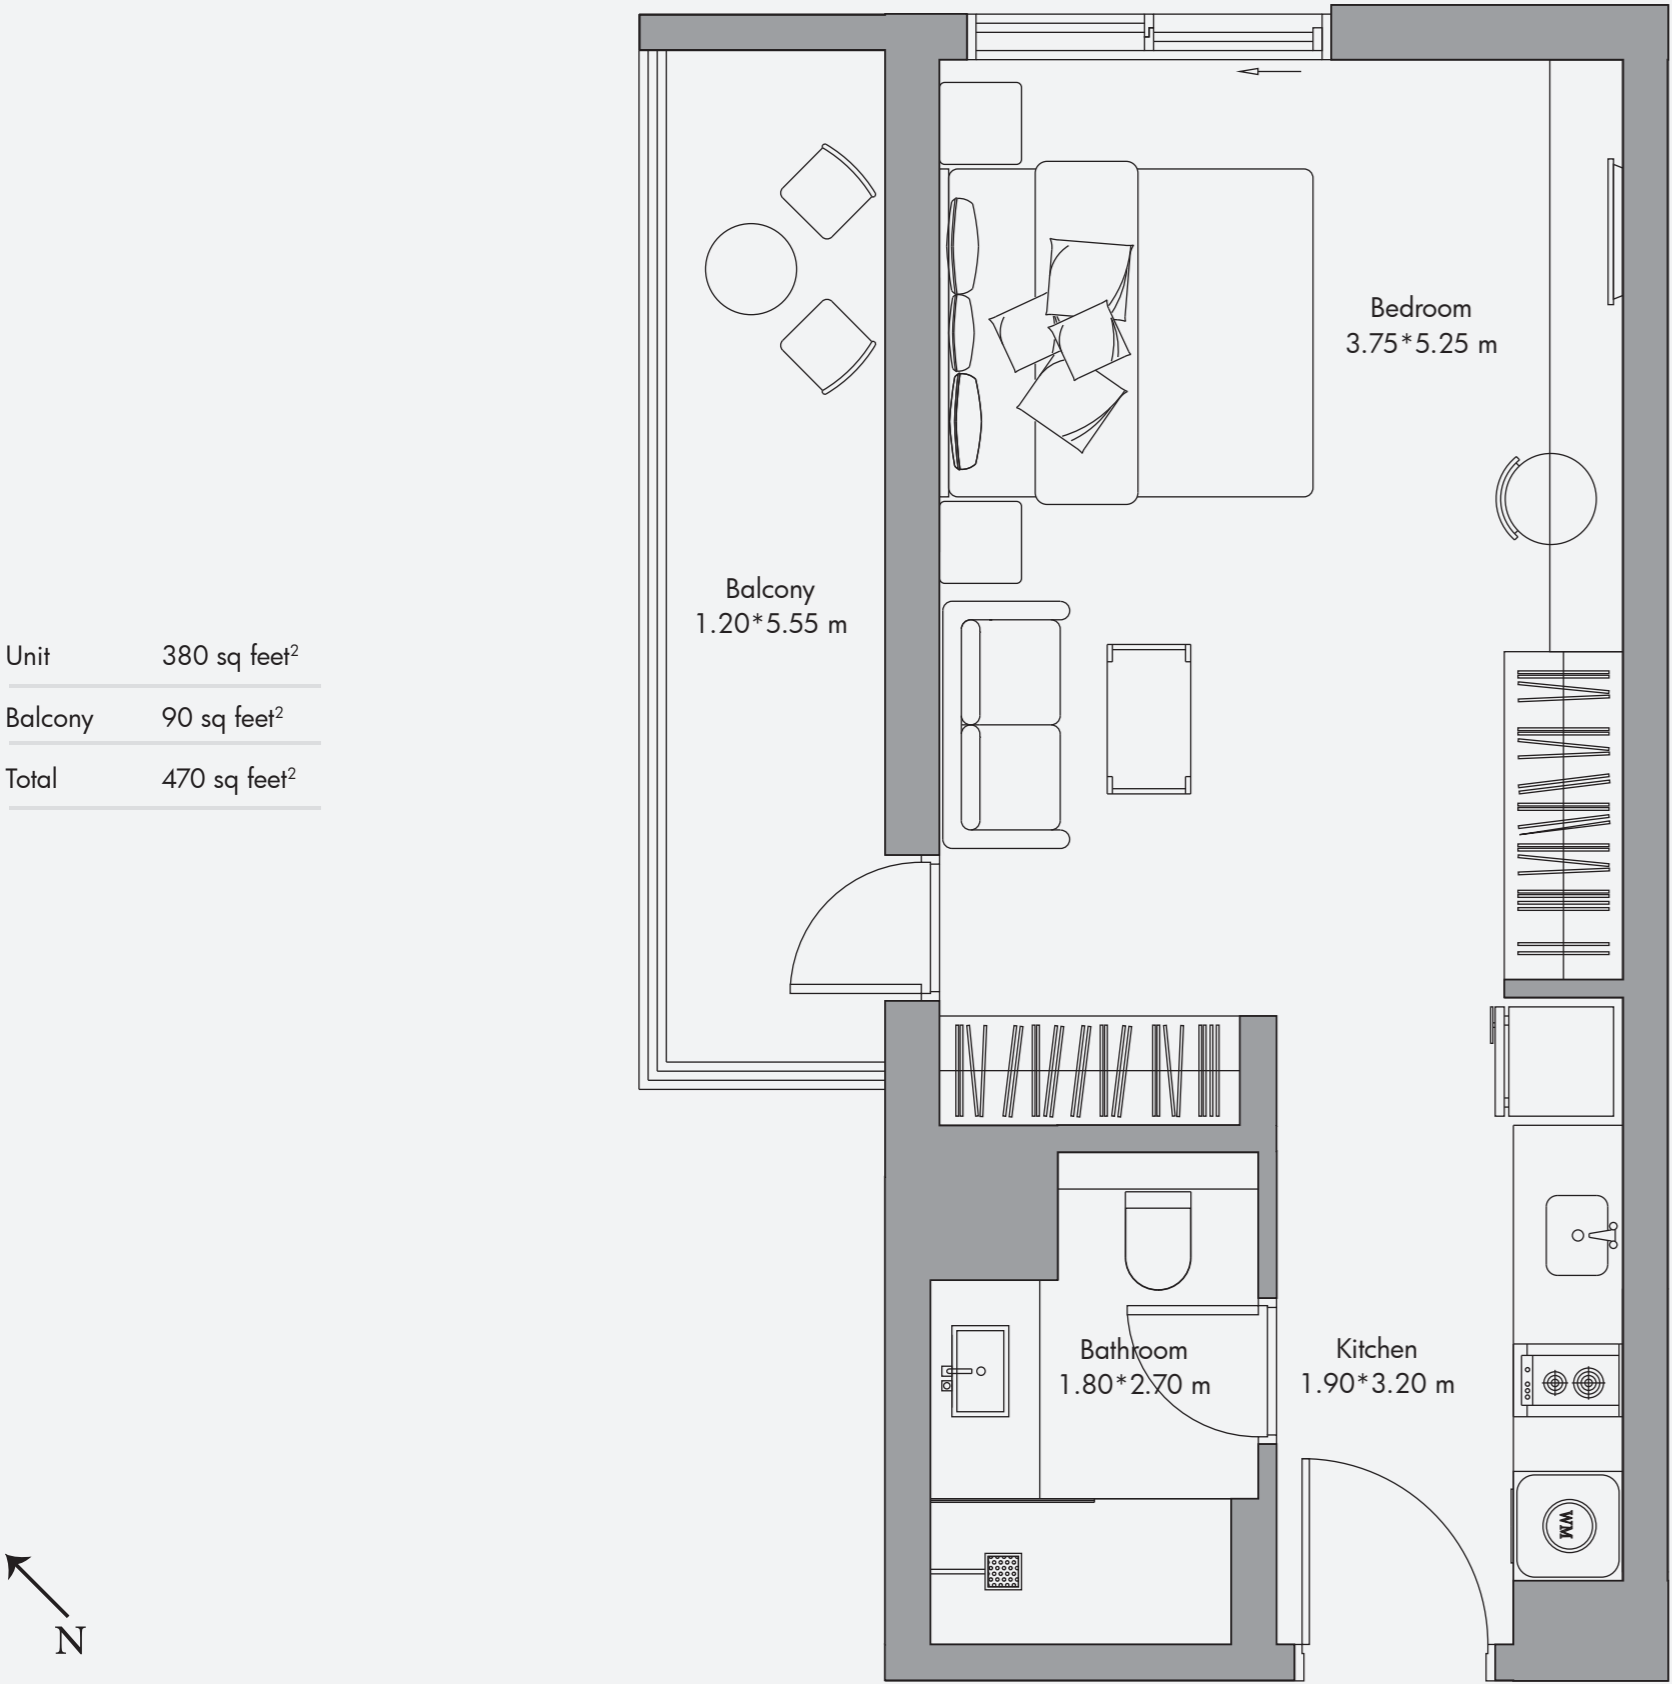 Bedroom
3.75*5.25 m
Balcony
1.20*5.55 m
Unit 380 sq feet²
Balcony 90 sq feet²
Total 470 sq feet²
Bathroom
1.80*2.70 m
Kitchen
1.90*3.20 m
WM
N